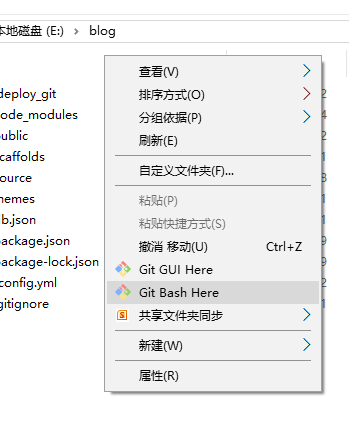 本地磁盘 (E:) › blog
查看(V)
deploy_git
排序方式(O)
ode_modules
分组依据(P)
ublic
刷新(E)
caffolds
自定义文件夹(F)...
ource
hemes
粘贴(P)
b.json
粘贴快捷方式(S)
ackage.json
撤消 移动(U) Ctrl+Z
ackage-lock.json
Git GUI Here
config.yml
Git Bash Here
gitignore
共享文件夹同步
新建(W)
属性(R)